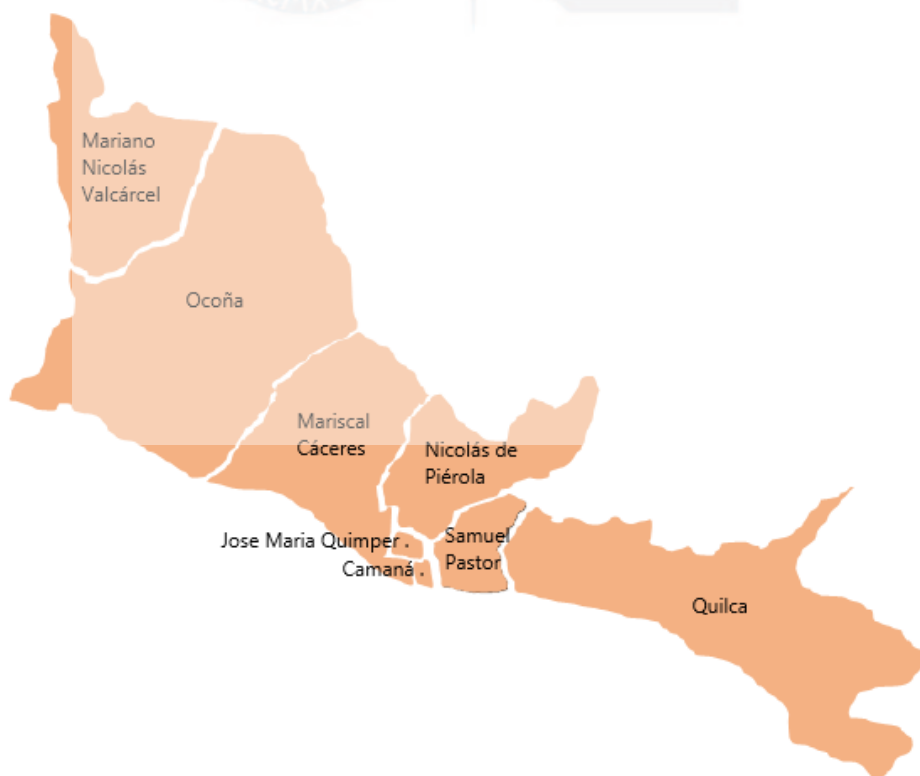 Mariano
Nicolás
Valcárcel
Ocoña
Mariscal
Cáceres
Nicolás de
Piérola
Jose Maria Quimper .
Samuel
Pastor
Camaná .
Quilca